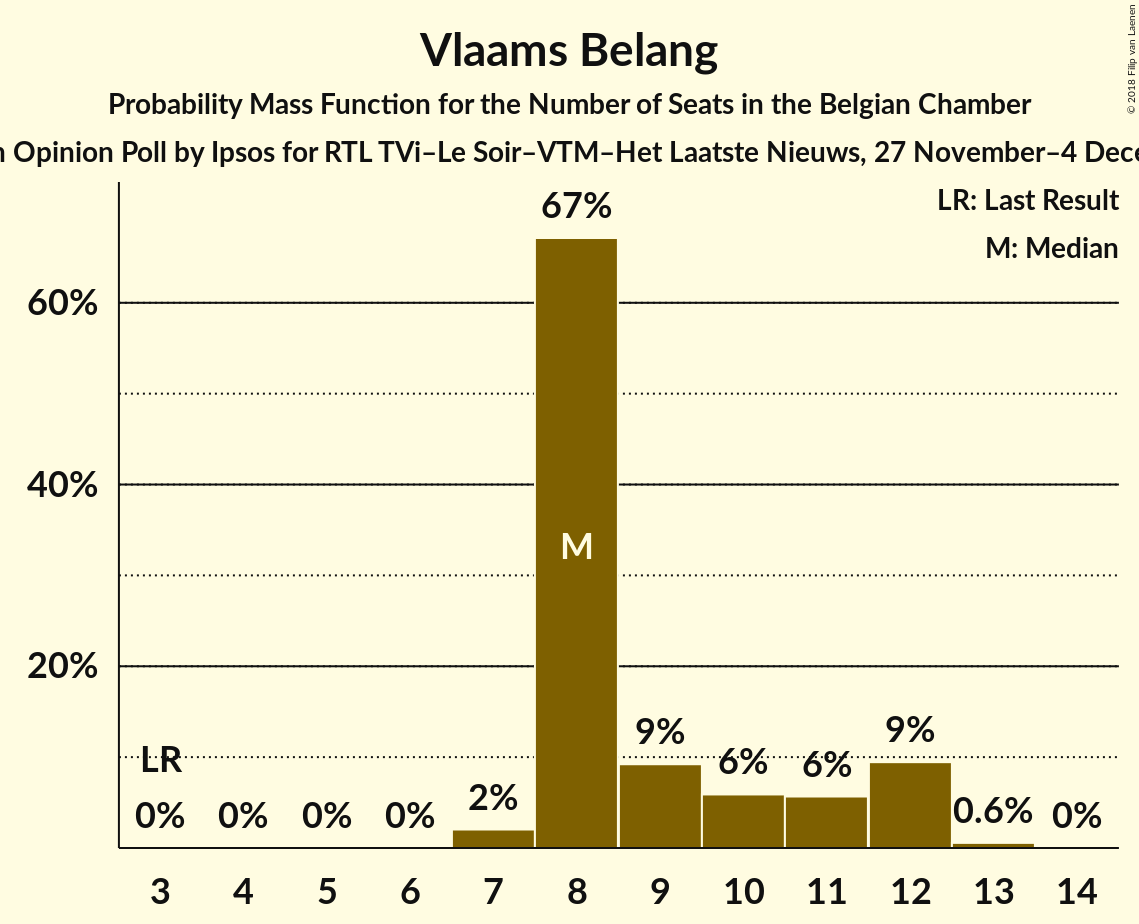 Vlaams Belang
Probability Mass Function for the Number of Seats in the Belgian Chamber
Opinion Poll by Ipsos for RTL TVi–Le Soir–VTM–Het Laatste Nieuws, 27 November–4
© 2018 Filip van Laenen
LR: Last Result
M: Median
67%
60%
40%
M
20%
LR
0% 0% 0% 0% 2% 9% 6% 6% 9% 0.6% 0%
3 4 5 6 7 8 9 10 11 12 13 14